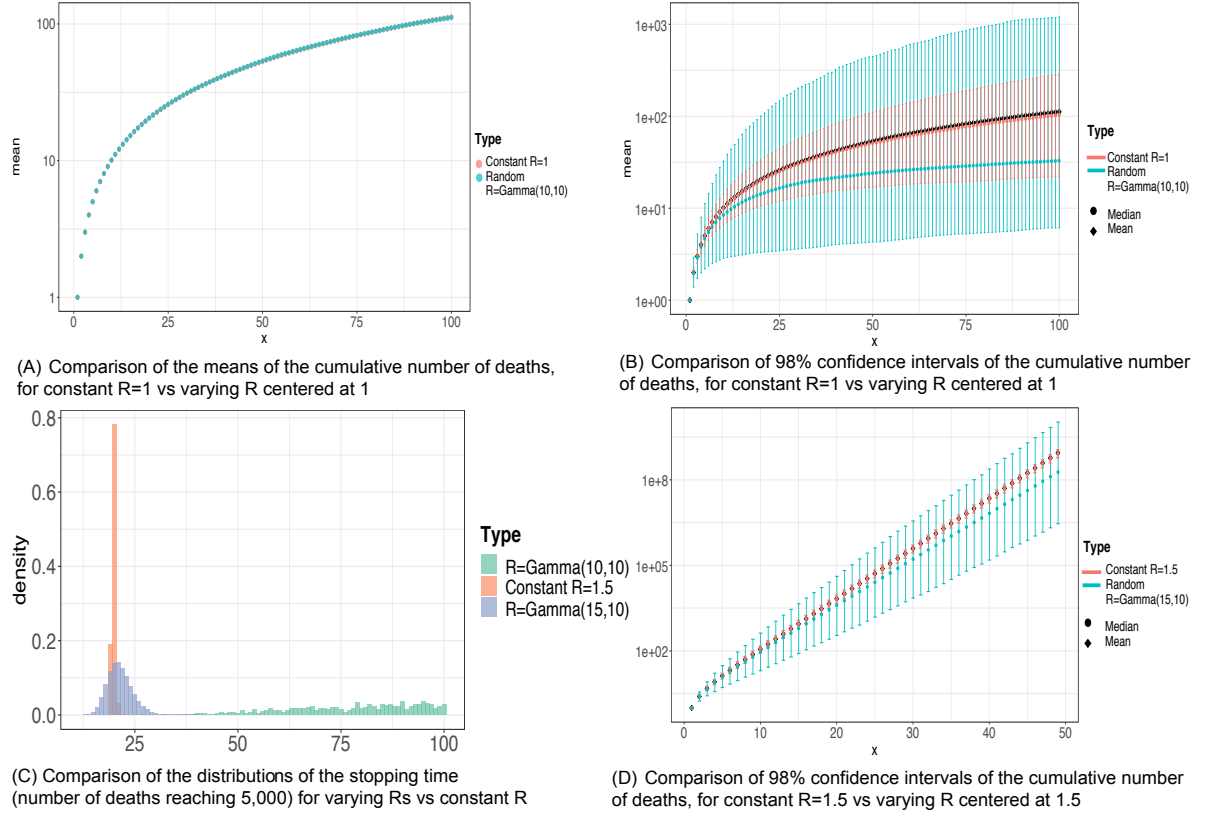 100
10
1
mean
0
25
50
75
100
x
Type
Constant R=1
Random
R=Gamma(10,10)
(A) Comparison of the means of the cumulative number of deaths,
for constant R=1 vs varying R centered at 1
1e+03
1e+02
1e+01
1e+00
mean
0
25
50
75
100
x
Type
Constant R=1
Random
R=Gamma(10,10)
Median
Mean
(B) Comparison of 98% confidence intervals of the cumulative number
of deaths, for constant R=1 vs varying R centered at 1
0.8
0.6
0.4
0.2
0.0
density
25
50
75
100
Type
R=Gamma(10,10)
Constant R=1.5
R=Gamma(15,10)
(C) Comparison of the distributions of the stopping time
(number of deaths reaching 5,000) for varying Rs vs constant R
1e+08
1e+05
1e+02
0
10
20
30
40
50
x
Type
Constant R=1.5
Random
R=Gamma(15,10)
Median
Mean
(D) Comparison of 98% confidence intervals of the cumulative number
of deaths, for constant R=1.5 vs varying R centered at 1.5